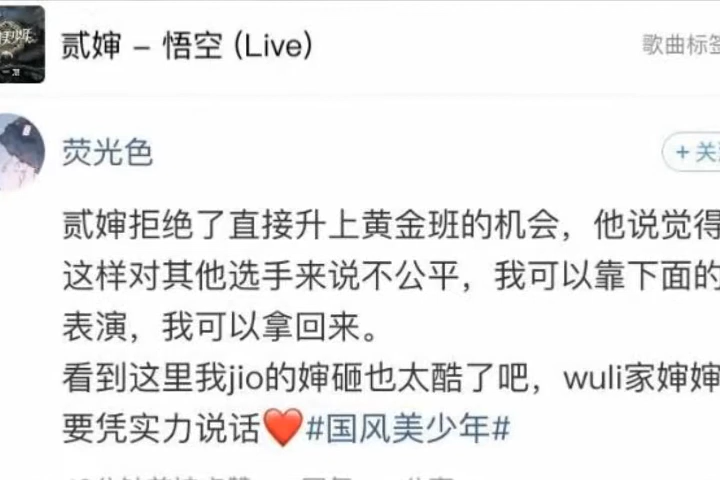 贰婶 - 悟空 (Live)
歌曲标签
荧光色
+ 关
贰婶拒绝了直接升上黄金班的机会，他说觉得
这样对其他选手来说不公平，我可以靠下面的
表演，我可以拿回来。
看到这里我jio的婶砸也太酷了吧，wuli家婶婶
要凭实力说话❤️#国风美少年#